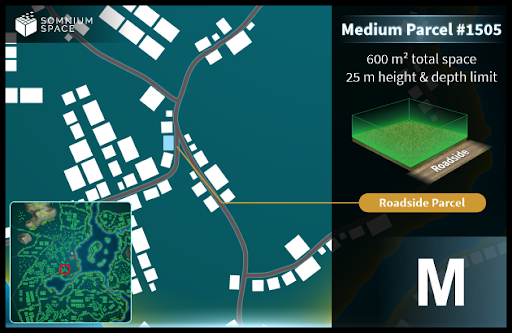 SOMNIUM
SPACE
Medium Parcel #1505
600 m² total space
25 m height & depth limit
Roadside
Roadside Parcel
M